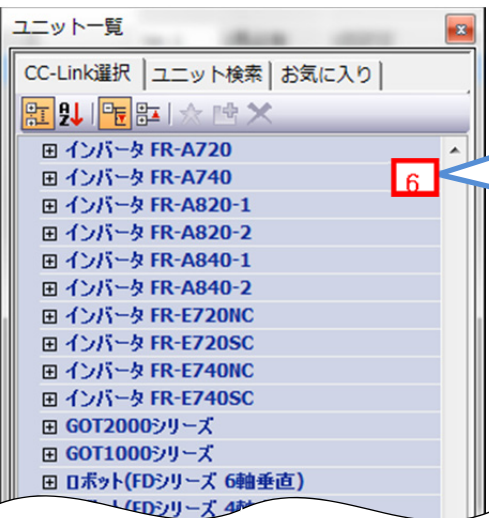 ユニット一覧
CC-Link選択 ユニット検索 お気に入り
インバータ FR-A720
インバータ FR-A740
6
インバータ FR-A820-1
インバータ FR-A820-2
インバータ FR-A840-1
インバータ FR-A840-2
インバータ FR-E720NC
インバータ FR-E720SC
インバータ FR-E740NC
インバータ FR-E740SC
GOT2000シリーズ
GOT1000シリーズ
ロボット(FDシリーズ 6軸垂直)
(FDシリーズ 4